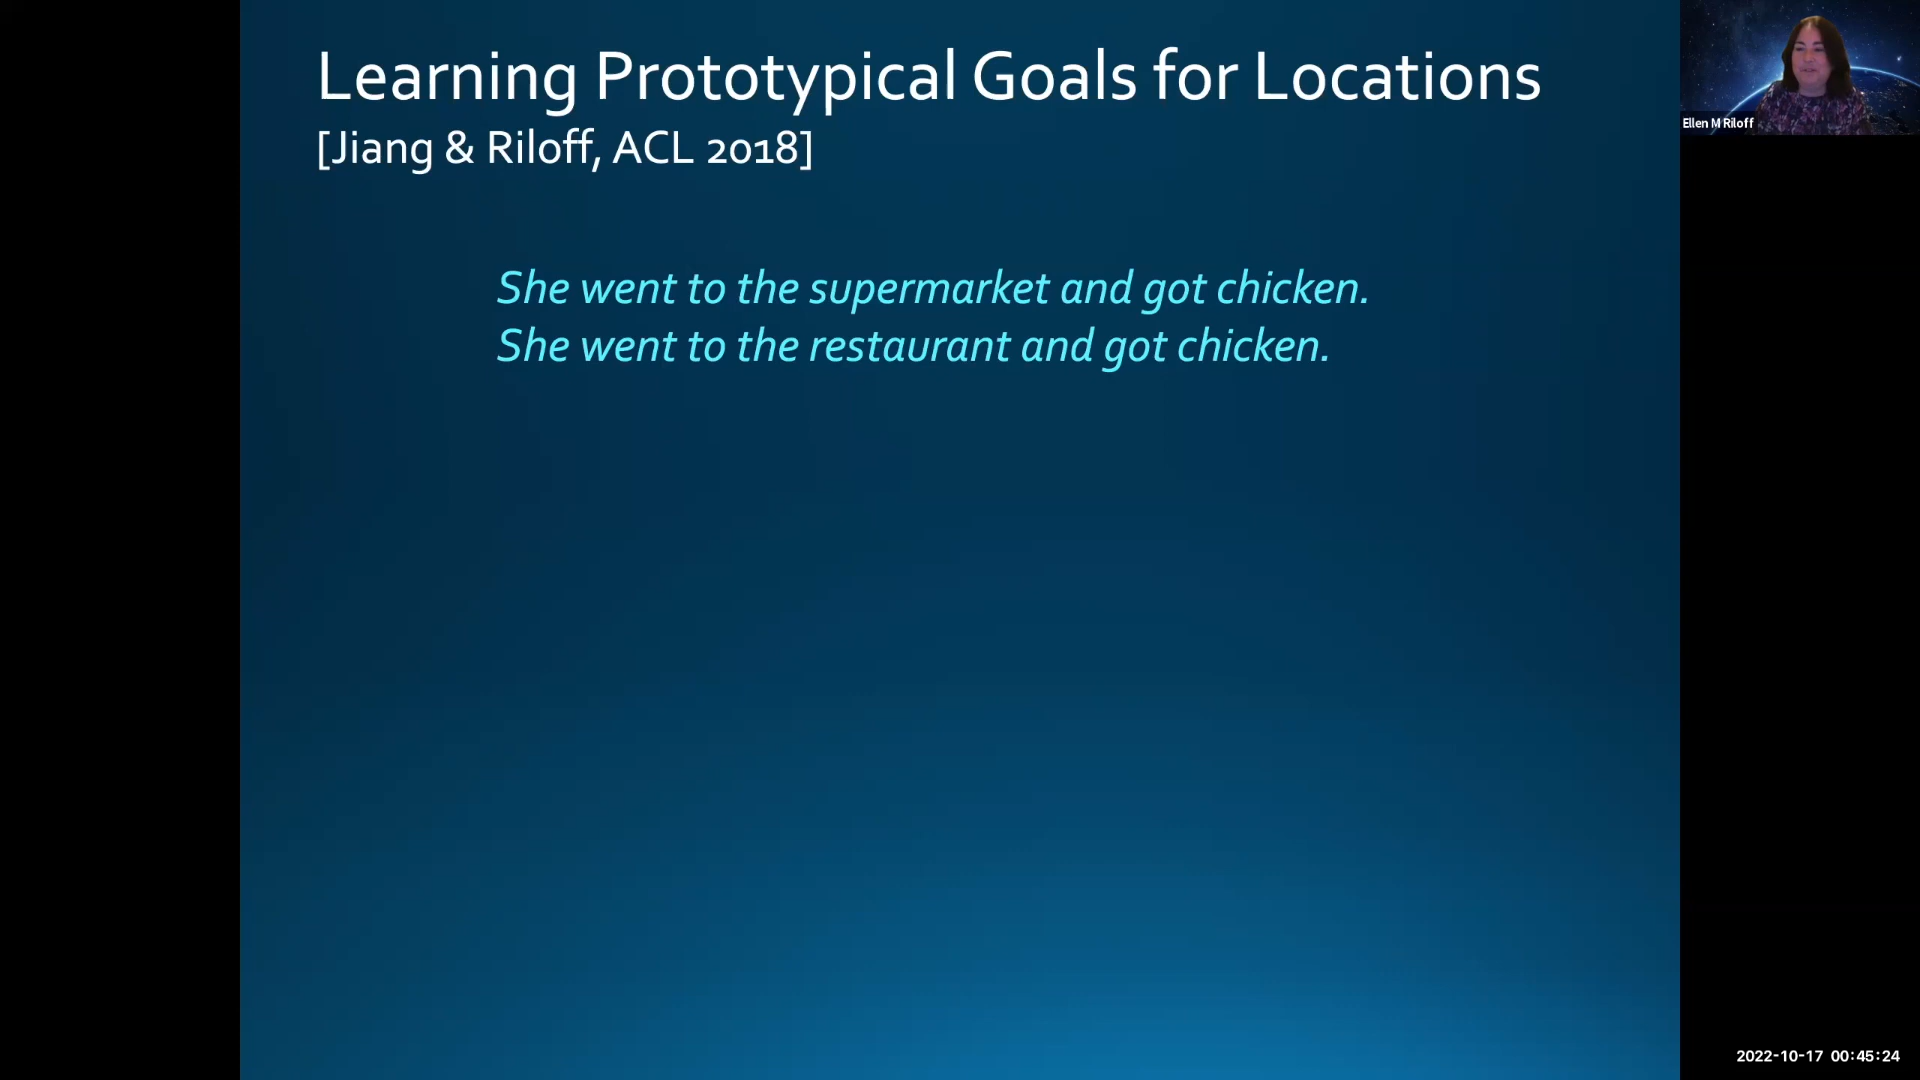 Learning Prototypical Goals for Locations
[Jiang & Riloff, ACL 2018]
She went to the supermarket and got chicken.
She went to the restaurant and got chicken.
Ellen M Riloff
2022-10-17 00:45:24